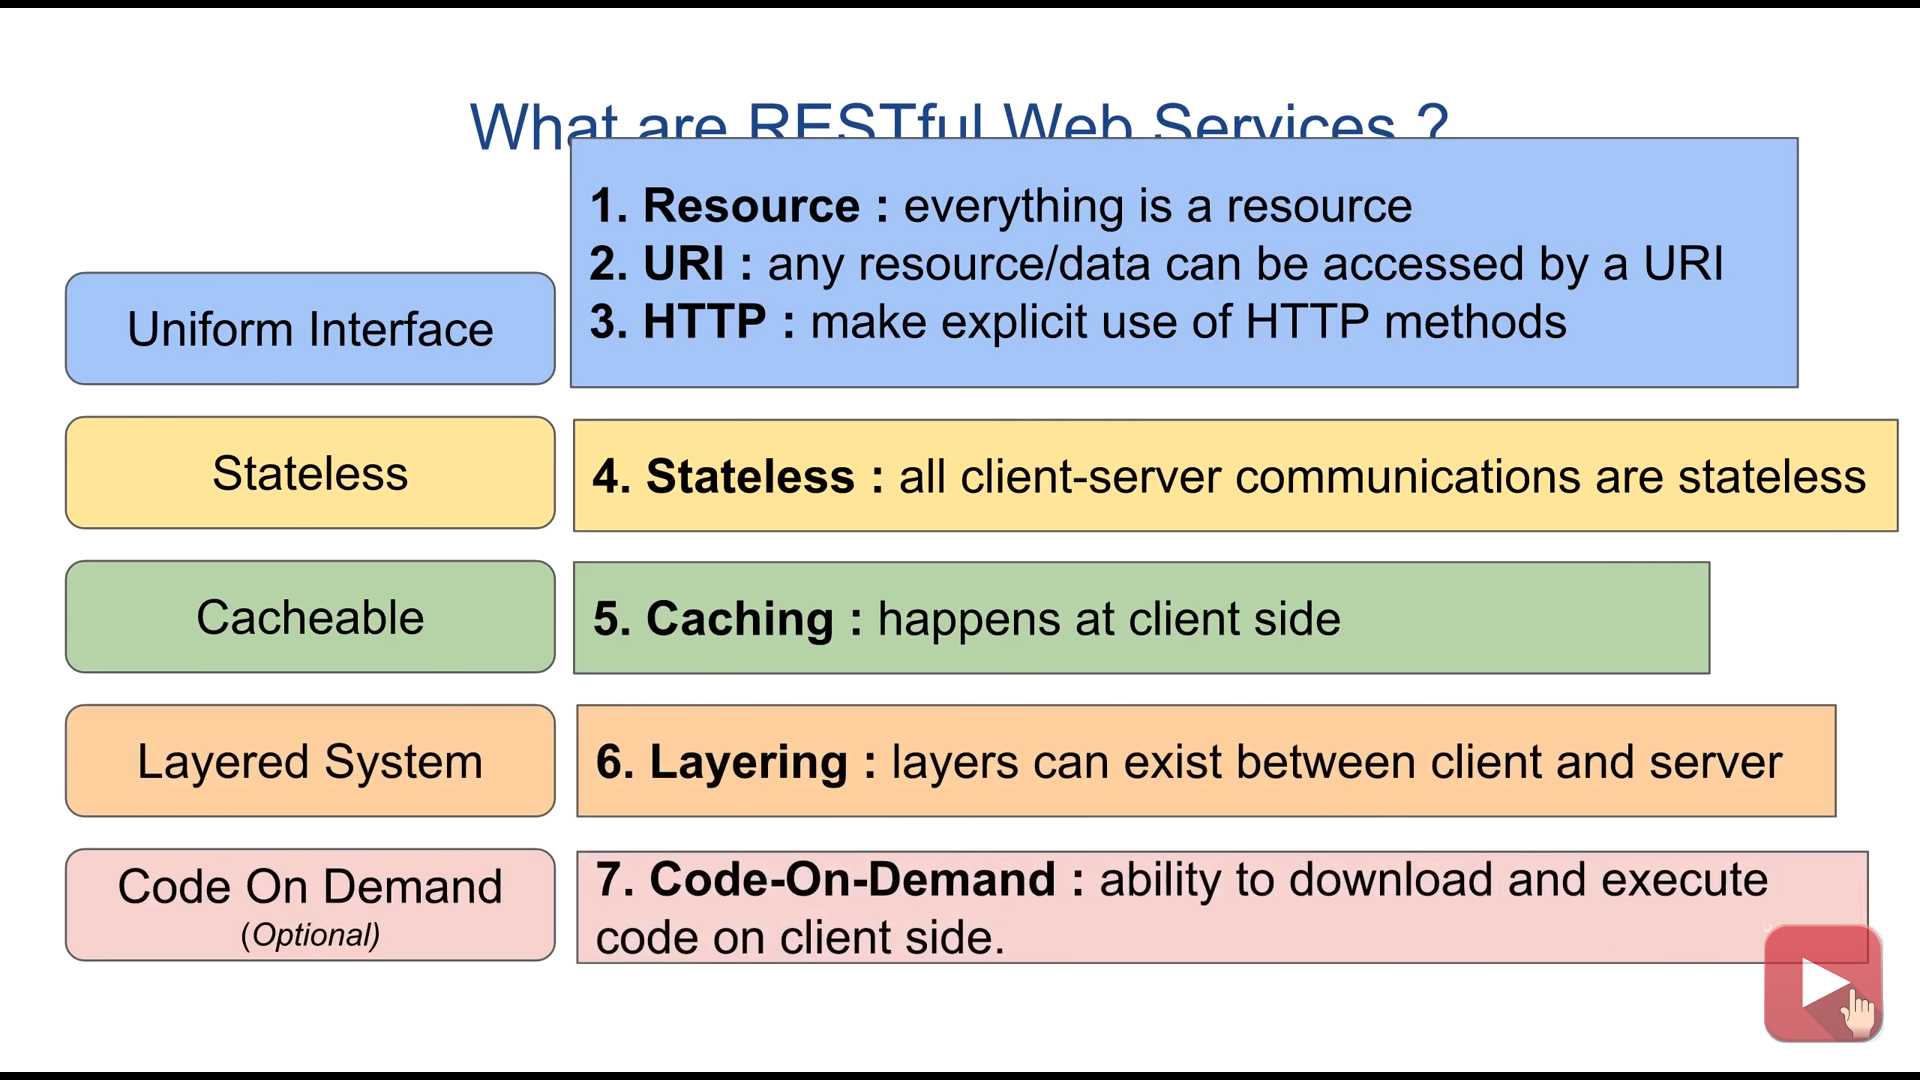 What are RESTful Web Services ?
Uniform Interface
1. Resource : everything is a resource
2. URI : any resource/data can be accessed by a URI
3. HTTP : make explicit use of HTTP methods
Stateless
4. Stateless : all client-server communications are stateless
Cacheable
5. Caching : happens at client side
Layered System
6. Layering : layers can exist between client and server
Code On Demand
(Optional)
7. Code-On-Demand : ability to download and execute
code on client side.